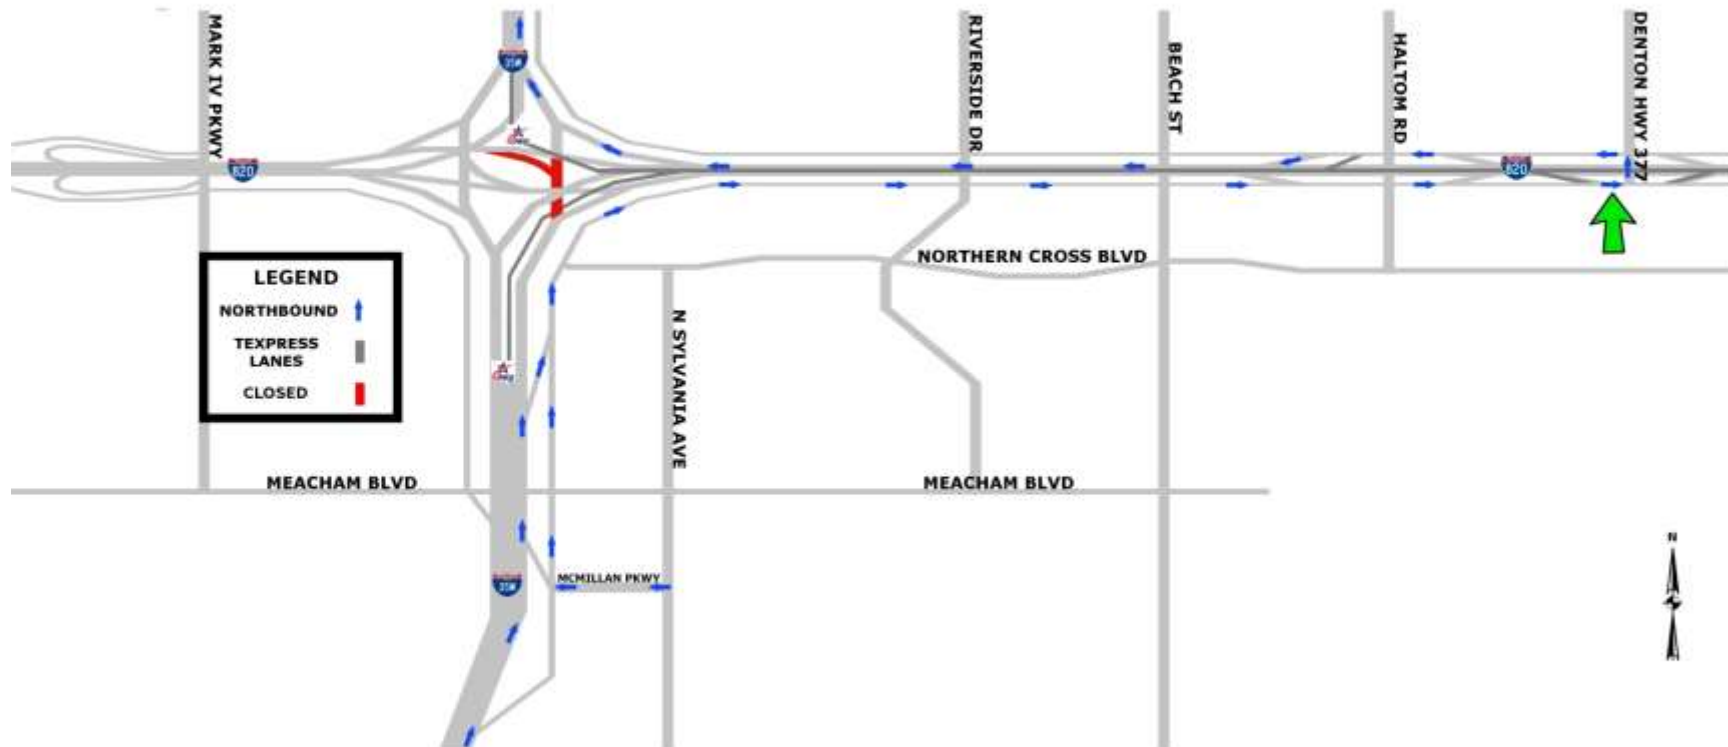 MARK IV PKWY
35W
RIVERSIDE DR
BEACH ST
HALTOM RD
DENTON HWY 377
820
820
NORTHERN CROSS BLVD
LEGEND
NORTHBOUND
TEXPRESS
LANES
CLOSED
N SYLVANIA AVE
MEACHAM BLVD
MEACHAM BLVD
MCMILLAN PKWY
35W
N